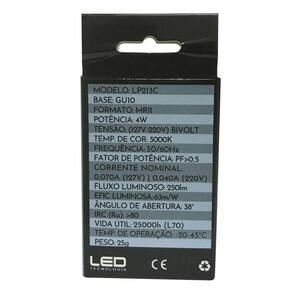 MODELO: LP213C
BASE: GU10
FORMATO: MR11
POTÊNCIA: 4W
TENSÃO: (127V-220V) BIVOLT
TEMP. DE COR: 3000K
FREQUÊNCIA: 50/60Hz
FATOR DE POTÊNCIA: PF>0,5
CORRENTE NOMINAL:
0,070A (127V) | 0,040A (220V)
FLUXO LUMINOSO: 250lm
EFIC LUMINOSA: 63lm/W
ÂNGULO DE ABERTURA: 38°
IRC (Ra): >80
VIDA ÚTIL: 25000h (L70)
TEMP. DE OPERAÇÃO: -20-45°C
PESO: 25g
LED
TECNOLOGIA
CE